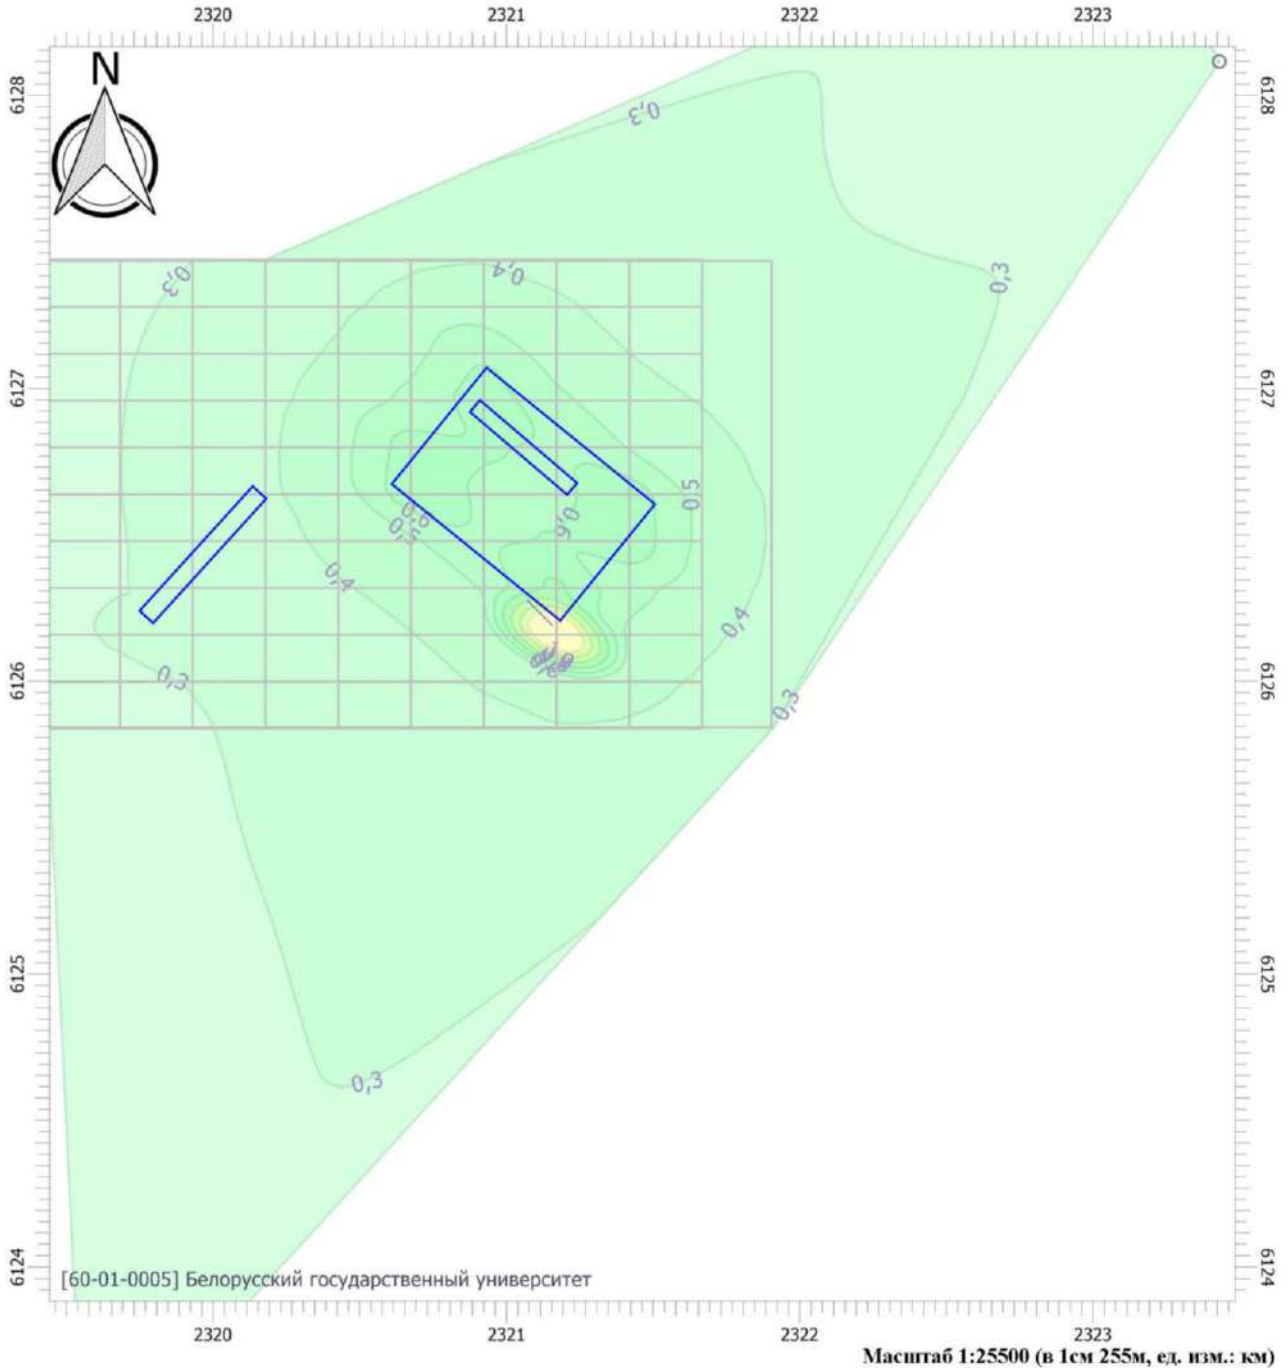 2320 2321 2322 2323
N
6128 6128
0,3
0,3 0,4 0,3
6127 6127
0,5
0,6 0,5 0,6
0,4
0,4
0,3
6126 6126
0,3
6125 6125
0,3
6124 6124
[60-01-0005] Белорусский государственный университет
2320 2321 2322 2323
Масштаб 1:25500 (в 1см 255м, ед. изм.: км)